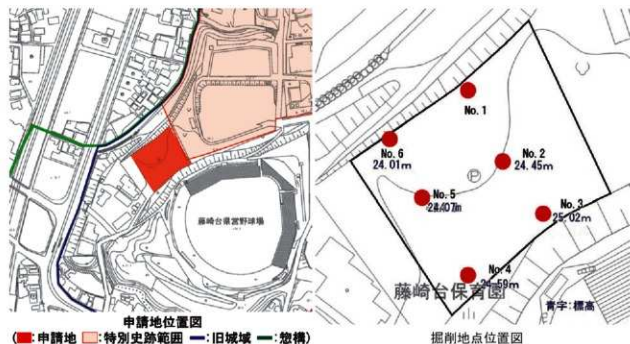 藤崎台県営野球場
申請地位置図
(■:申請地 □:特別史跡範囲 ー:旧城域 ー:惣構)
No. 1
No. 6
24.01m
No. 2
24.45m
P
No. 5
No. 3
25.02m
No. 4
藤崎台保育園
青字:標高
掘削地点位置図